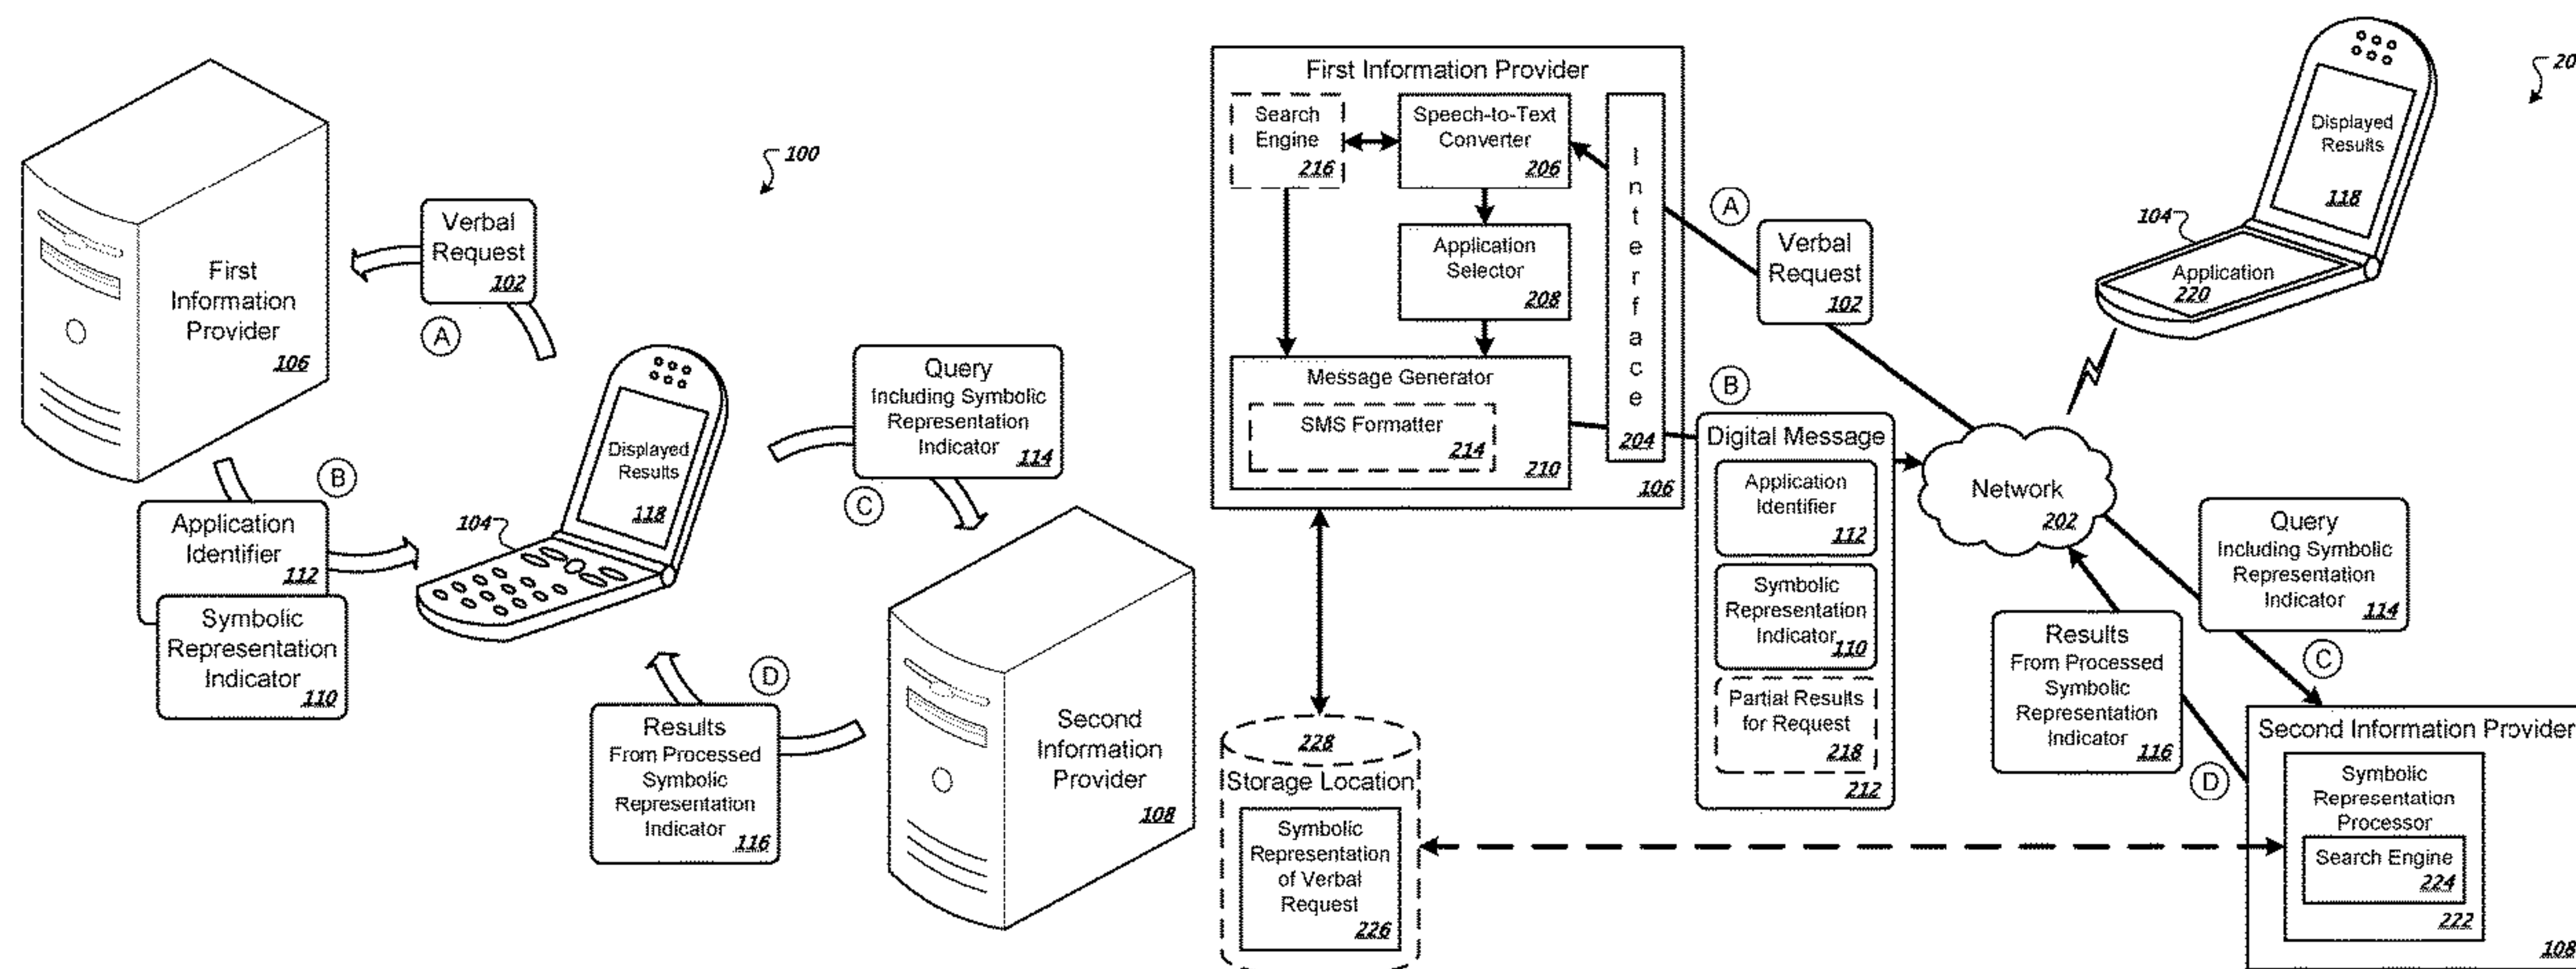 100
First
Information
Provider
106
Verbal
Request
102
A
B
Application
Identifier
112
Symbolic
Representation
Indicator
110
104
Displayed
Results
118
Query
Including Symbolic
Representation
Indicator
114
C
D
Results
From Processed
Symbolic
Representation
Indicator
116
Second
Information
Provider
108
First Information Provider
Search
Engine
216
Speech-to-Text
Converter
206
Application
Selector
208
Message Generator
SMS Formatter
214
210
Interface
204
106
A
Verbal
Request
102
B
Digital Message
Application
Identifier
112
Symbolic
Representation
Indicator
110
Partial Results
for Request
218
212
20
Displayed
Results
118
104
Application
220
Network
202
Query
Including Symbolic
Representation
Indicator
114
C
Results
From Processed
Symbolic
Representation
Indicator
116
D
228
Storage Location
Symbolic
Representation
of Verbal
Request
226
Second Information Provider
Symbolic
Representation
Processor
Search Engine
224
222
108